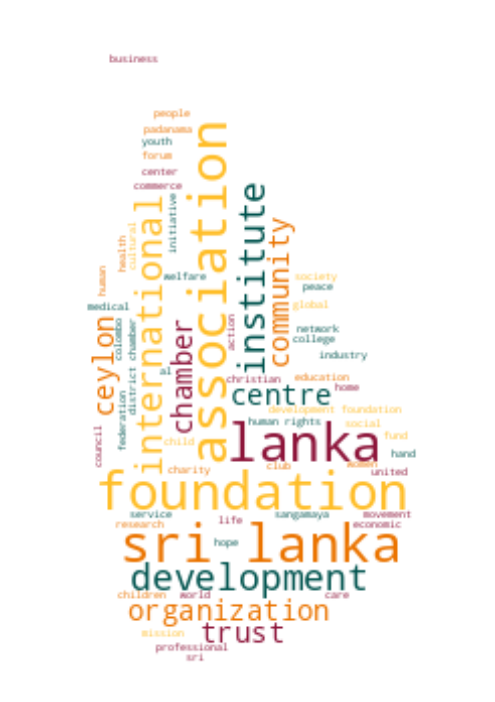 business
people
padanama
youth
forum
center
commerce
association
initiative
international
cultural
health
human
institute
community
welfare
society
peace
global
medical
ceylon
colombo
district chamber
chamber
action
network
college
industry
al
christian
education
home
centre
development foundation
human rights
social
federation
council
child
lanka
fund
hand
charity
club
women
united
foundation
service
sangamaya
movement
research
life
economic
sri lanka
hope
development
children
world
care
organization
mission
trust
professional
sri